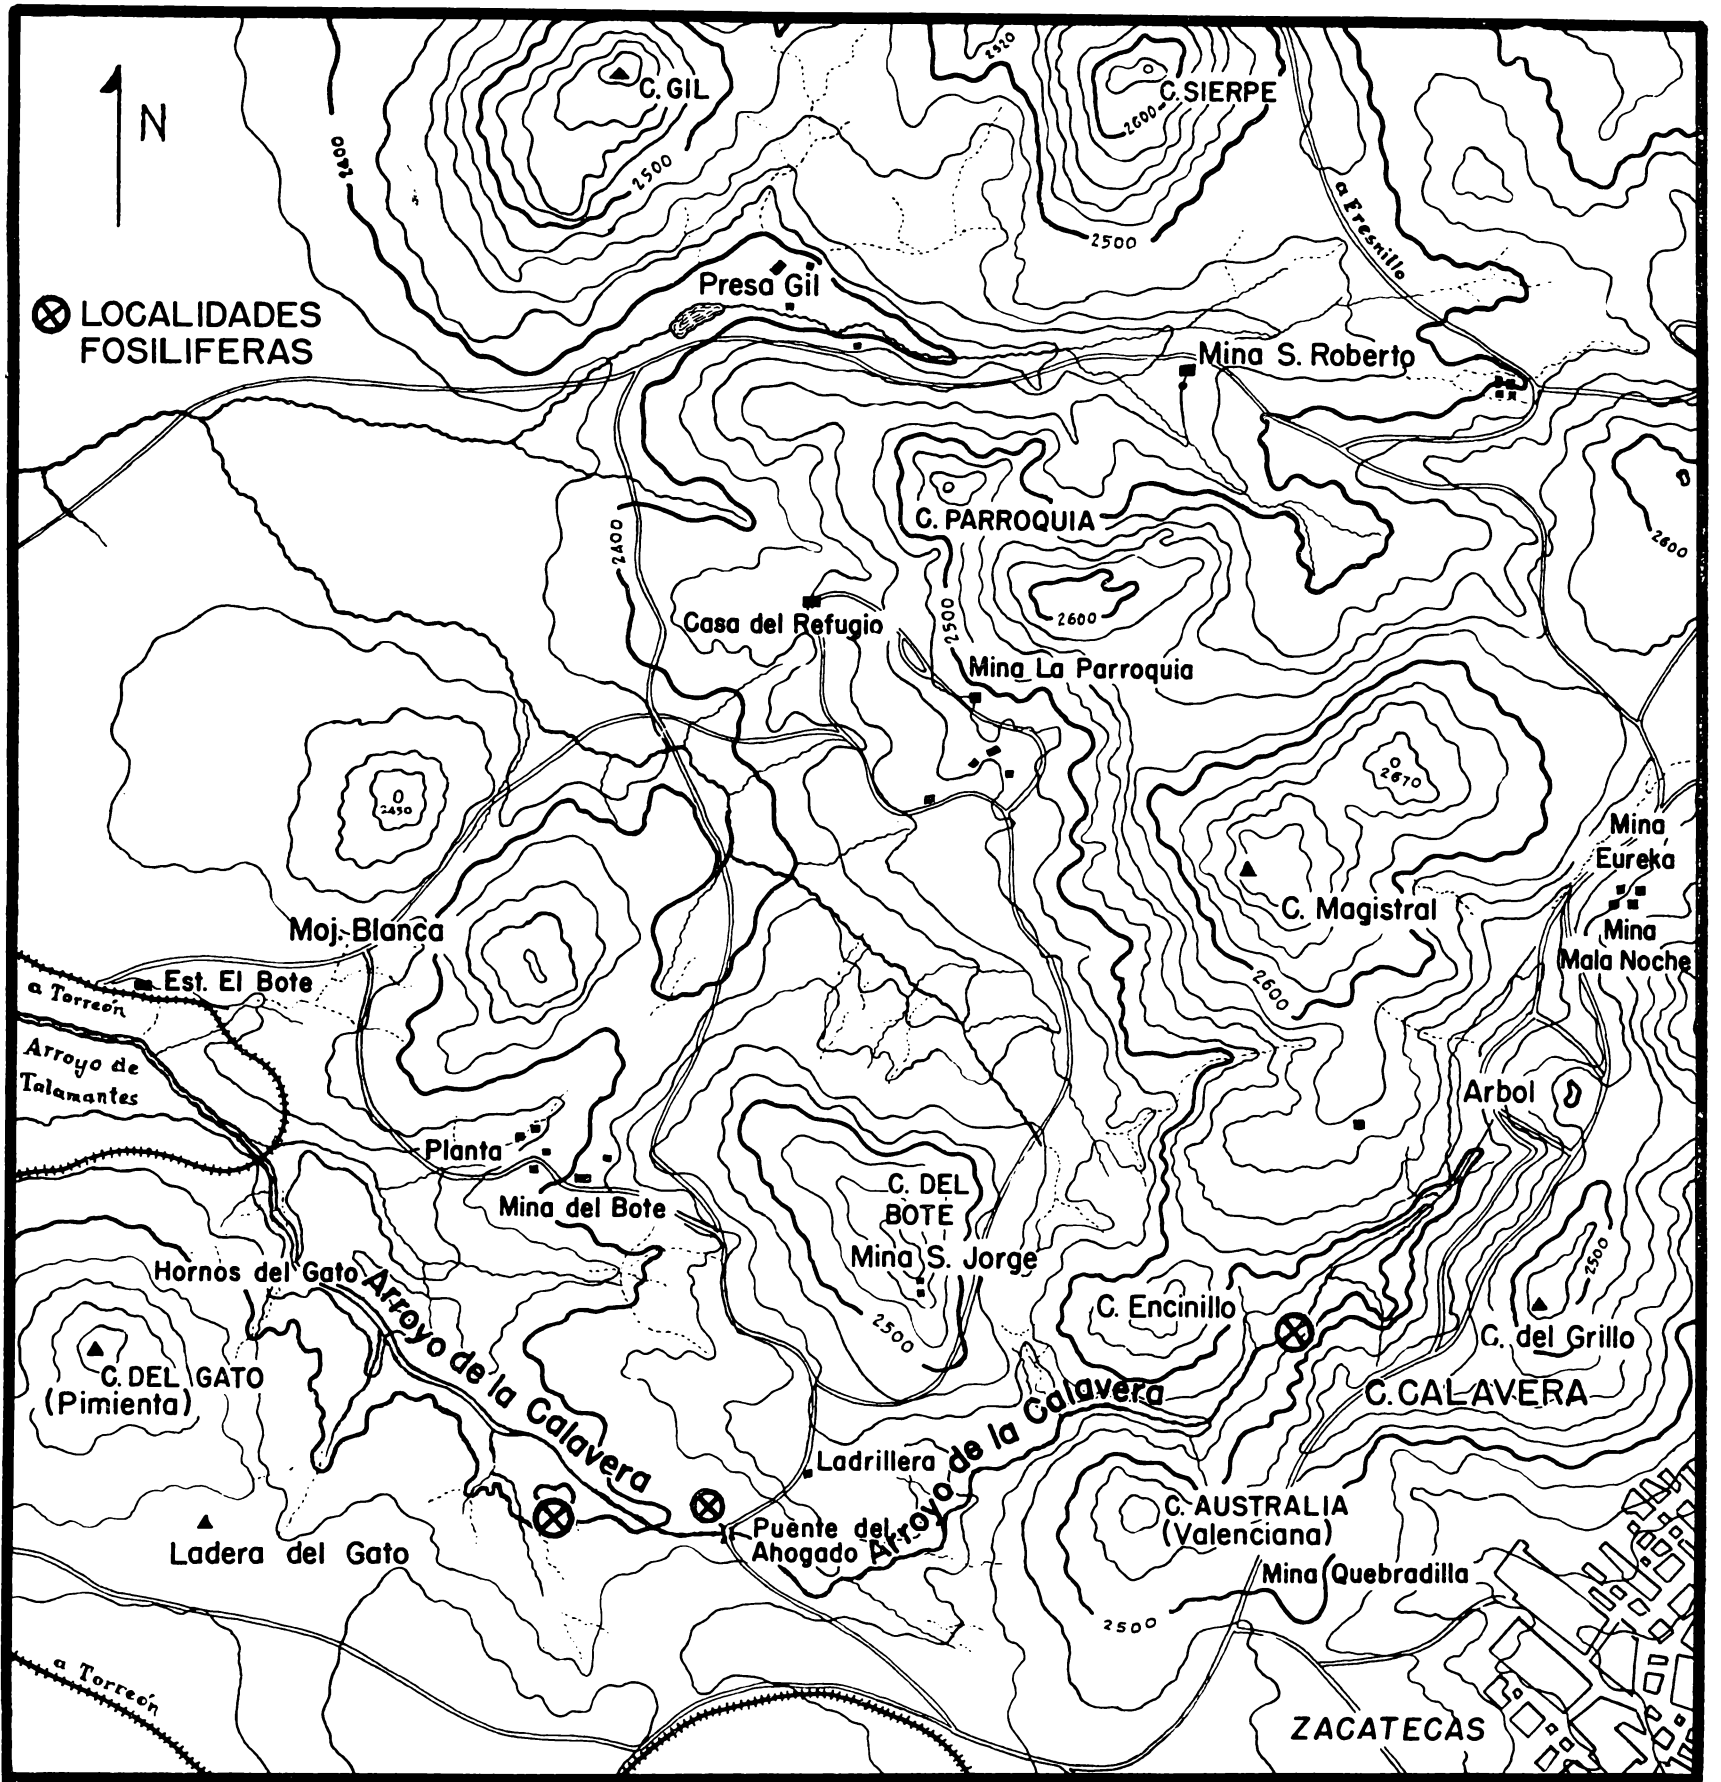 2520
C. GIL
C. SIERPE
2600
N
2400
2500
a Fresnillo
2500
Presa Gil
LOCALIDADES
FOSILIFERAS
Mina S. Roberto
C. PARROQUIA
2400
2600
2600
2500
Casa del Refugio
Mina La Parroquia
2670
2450
Mina
Eureka
C. Magistral
Moj. Blanca
Mina
Mala Noche
Est. El Bote
a Torreón
2600
Arroyo de
Talamantes
Arbol
Planta
C. DEL
BOTE
Mina del Bote
Mina S. Jorge
2500
Hornos del Gato
Arroyo de la Calavera
C. Encinillo
2500
C. del Grillo
C. DEL GATO
(Pimienta)
C. CALAVERA
Arroyo de la Calavera
Ladrillera
C. AUSTRALIA
(Valenciana)
Puente del
Ahogado
Ladera del Gato
Mina Quebradilla
2500
a Torreón
ZACATECAS